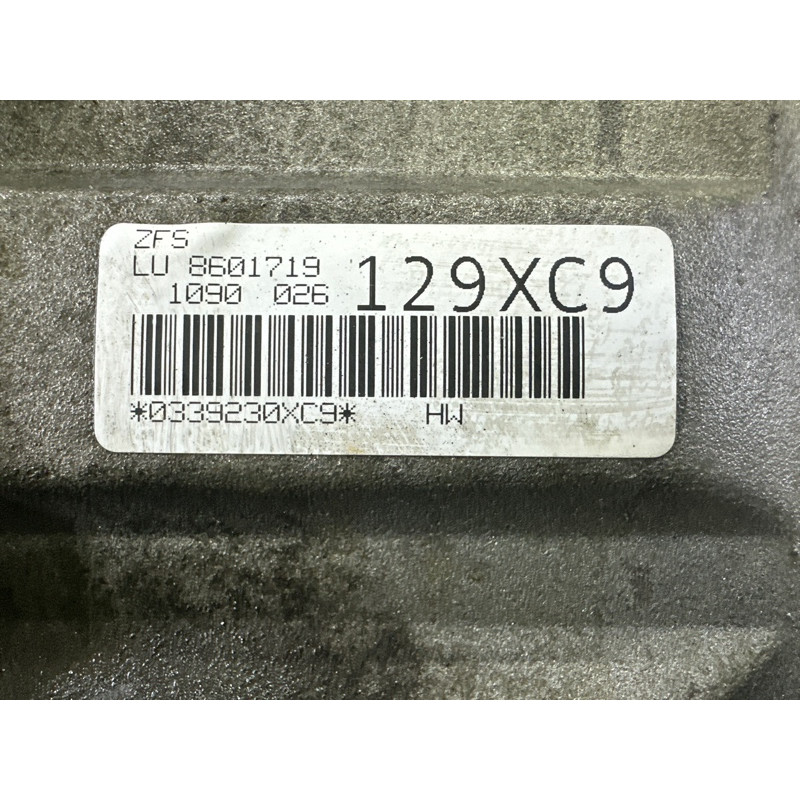 ZFS
LU 8601719
1090 026
129XC9
*0339230XC9* HW